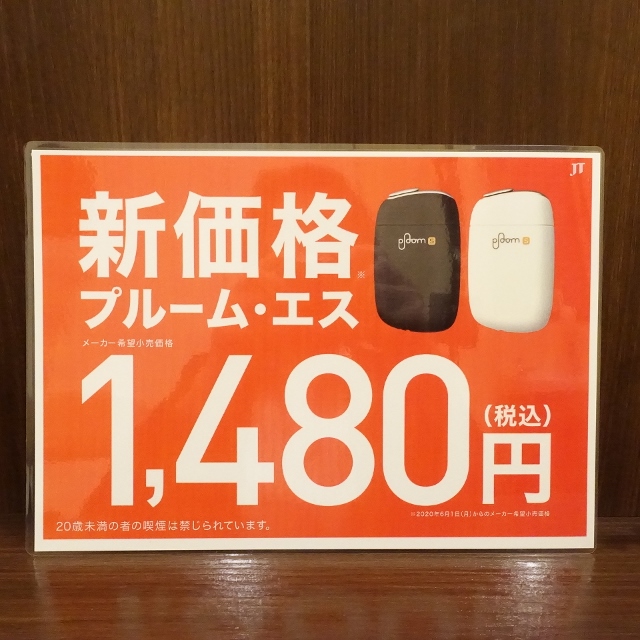 JT
新価格※
プルーム・エス
ploom S
ploom S
メーカー希望小売価格
1,480円(税込)
※2020年6月1日(月)からのメーカー希望小売価格
20歳未満の者の喫煙は禁じられています。